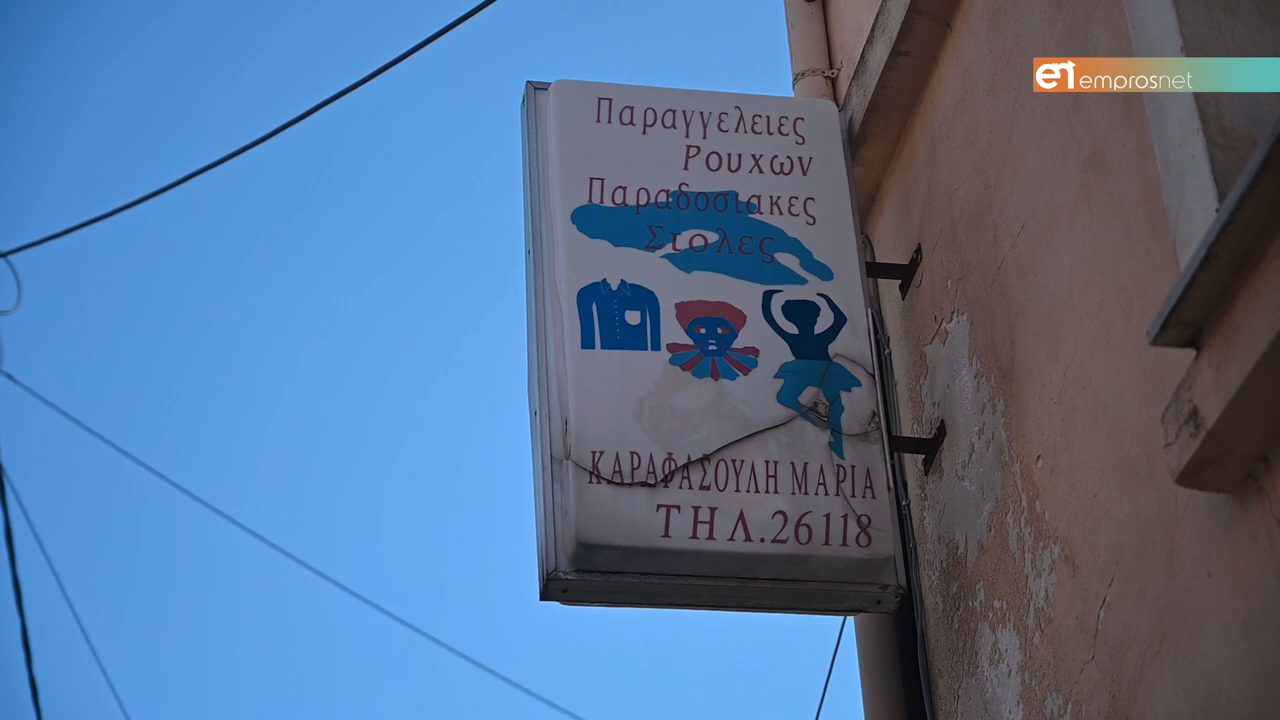 Παραγγελειες
Ρουχων
Παραδοσιακες
Στολες
ΚΑΡΑΦΑΣΟΥΛΗ ΜΑΡΙΑ
ΤΗΛ.26118
emprosnet